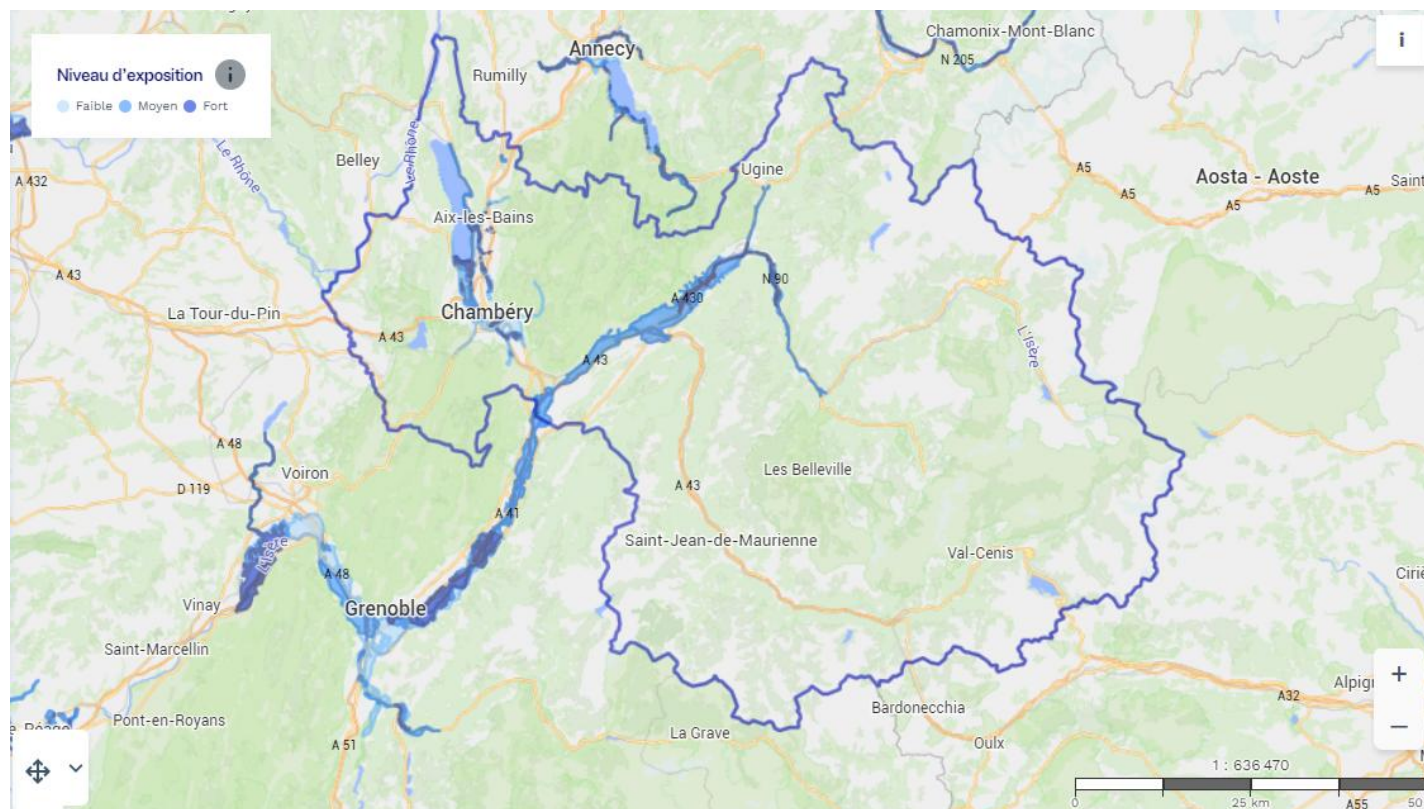 Niveau d'exposition i
Faible Moyen Fort
i
Annecy
Rumilly
Chamonix-Mont-Blanc
N 205
Le Rhône
Le Rhône
Belley
A 432
Ugine
Aosta - Aoste
A5
A5
A5
A5
Saint
Aix-les-Bains
A 43
N 90
A 430
La Tour-du-Pin
Chambéry
A 43
A 43
L'Isère
A 48
Voiron
D 119
Les Belleville
A 43
A 41
L'Isère
Saint-Jean-de-Maurienne
Val-Cenis
A 48
Ciriè
Vinay
Grenoble
Saint-Marcellin
Pont-en-Royans
A 51
La Grave
Bardonecchia
Oulx
A32
Alpig
+
−
1 : 636 470
0 25 km 50
A55